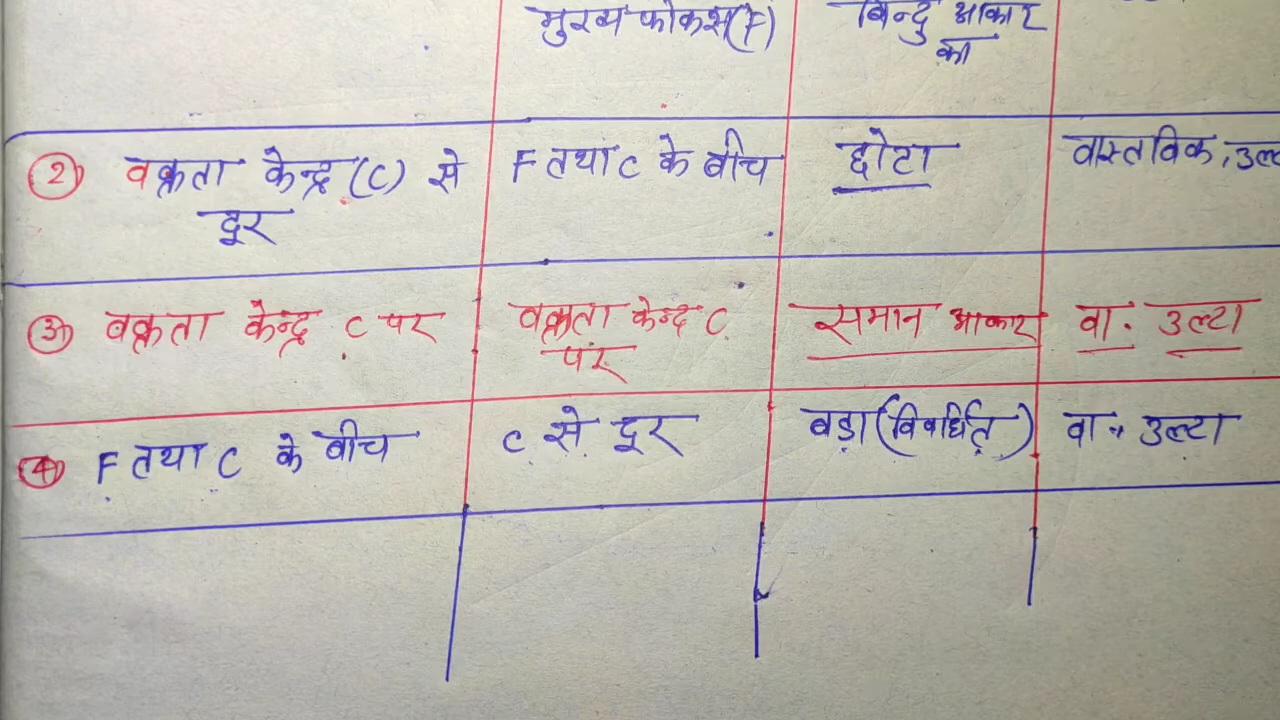 मुख्य फोकस(F) बिन्दु आकार
का
② वक्रता केन्द्र(C) से F तथा C के बीच छोटा वास्तविक, उल्ट
दूर
③ वक्रता केन्द्र C पर वक्रता केन्द्र C समान आकार वा. उल्टा
पर
④ F तथा C के बीच C से दूर बड़ा(विवर्धित) वा., उल्टा